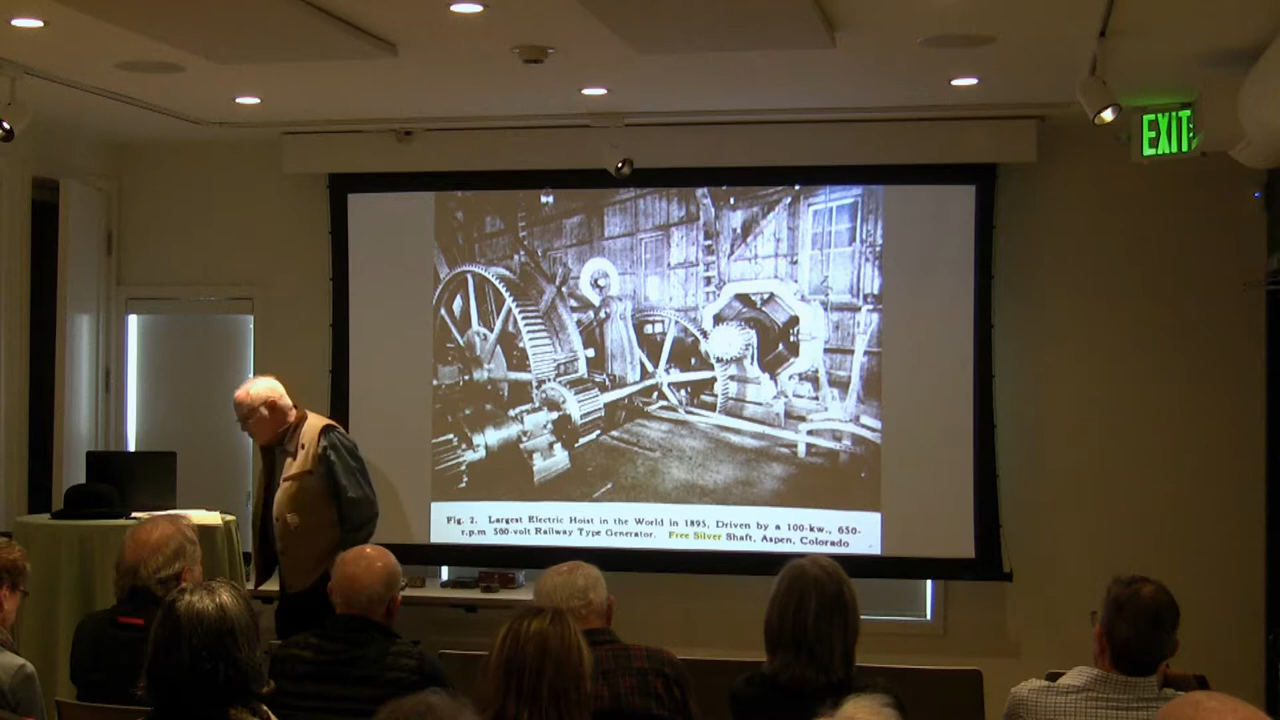 EXIT
Fig. 2. Largest Electric Hoist in the World in 1895, Driven by a 100-kw., 650-
r.p.m 500-volt Railway Type Generator. Free Silver Shaft, Aspen, Colorado